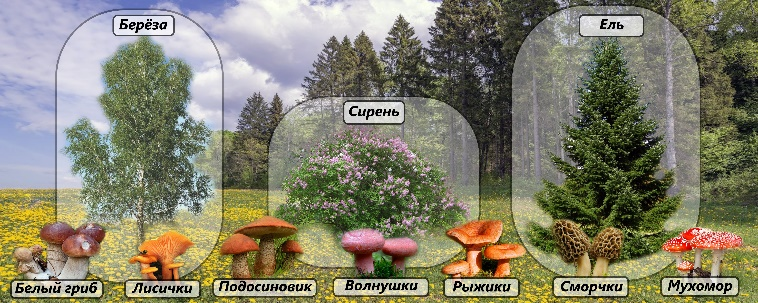 Берёза
Ель
Сирень
Белый гриб
Лисички
Подосиновик
Волнушки
Рыжики
Сморчки
Мухомор